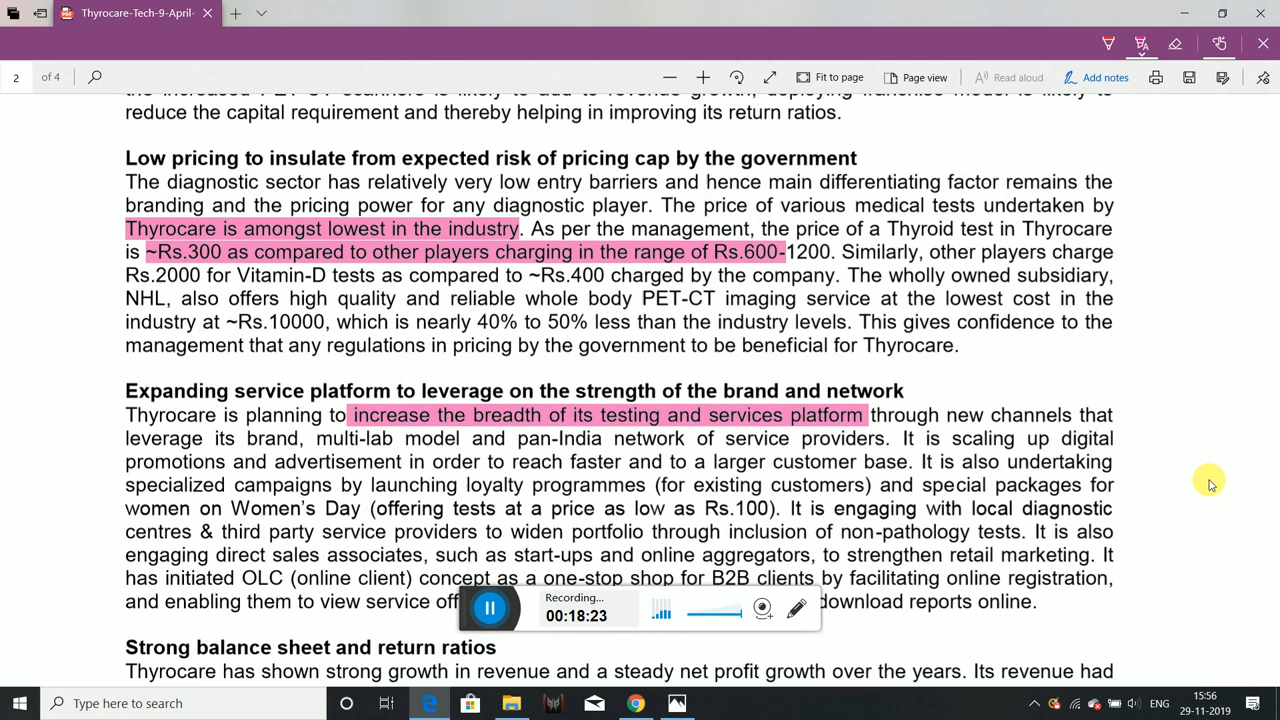 Thyrocare-Tech-9-April-
2 of 4 Fit to page Page view Read aloud Add notes
reduce the capital requirement and thereby helping in improving its return ratios.
Low pricing to insulate from expected risk of pricing cap by the government
The diagnostic sector has relatively very low entry barriers and hence main differentiating factor remains the
branding and the pricing power for any diagnostic player. The price of various medical tests undertaken by
Thyrocare is amongst lowest in the industry. As per the management, the price of a Thyroid test in Thyrocare
is ~Rs.300 as compared to other players charging in the range of Rs.600-1200. Similarly, other players charge
Rs.2000 for Vitamin-D tests as compared to ~Rs.400 charged by the company. The wholly owned subsidiary,
NHL, also offers high quality and reliable whole body PET-CT imaging service at the lowest cost in the
industry at ~Rs.10000, which is nearly 40% to 50% less than the industry levels. This gives confidence to the
management that any regulations in pricing by the government to be beneficial for Thyrocare.
Expanding service platform to leverage on the strength of the brand and network
Thyrocare is planning to increase the breadth of its testing and services platform through new channels that
leverage its brand, multi-lab model and pan-India network of service providers. It is scaling up digital
promotions and advertisement in order to reach faster and to a larger customer base. It is also undertaking
specialized campaigns by launching loyalty programmes (for existing customers) and special packages for
women on Women's Day (offering tests at a price as low as Rs.100). It is engaging with local diagnostic
centres & third party service providers to widen portfolio through inclusion of non-pathology tests. It is also
engaging direct sales associates, such as start-ups and online aggregators, to strengthen retail marketing. It
has initiated OLC (online client) concept as a one-stop shop for B2B clients by facilitating online registration,
and enabling them to view service download reports online.
Recording...
00:18:23
Strong balance sheet and return ratios
Thyrocare has shown strong growth in revenue and a steady net profit growth over the years. Its revenue had
Type here to search
ENG
15:56
29-11-2019